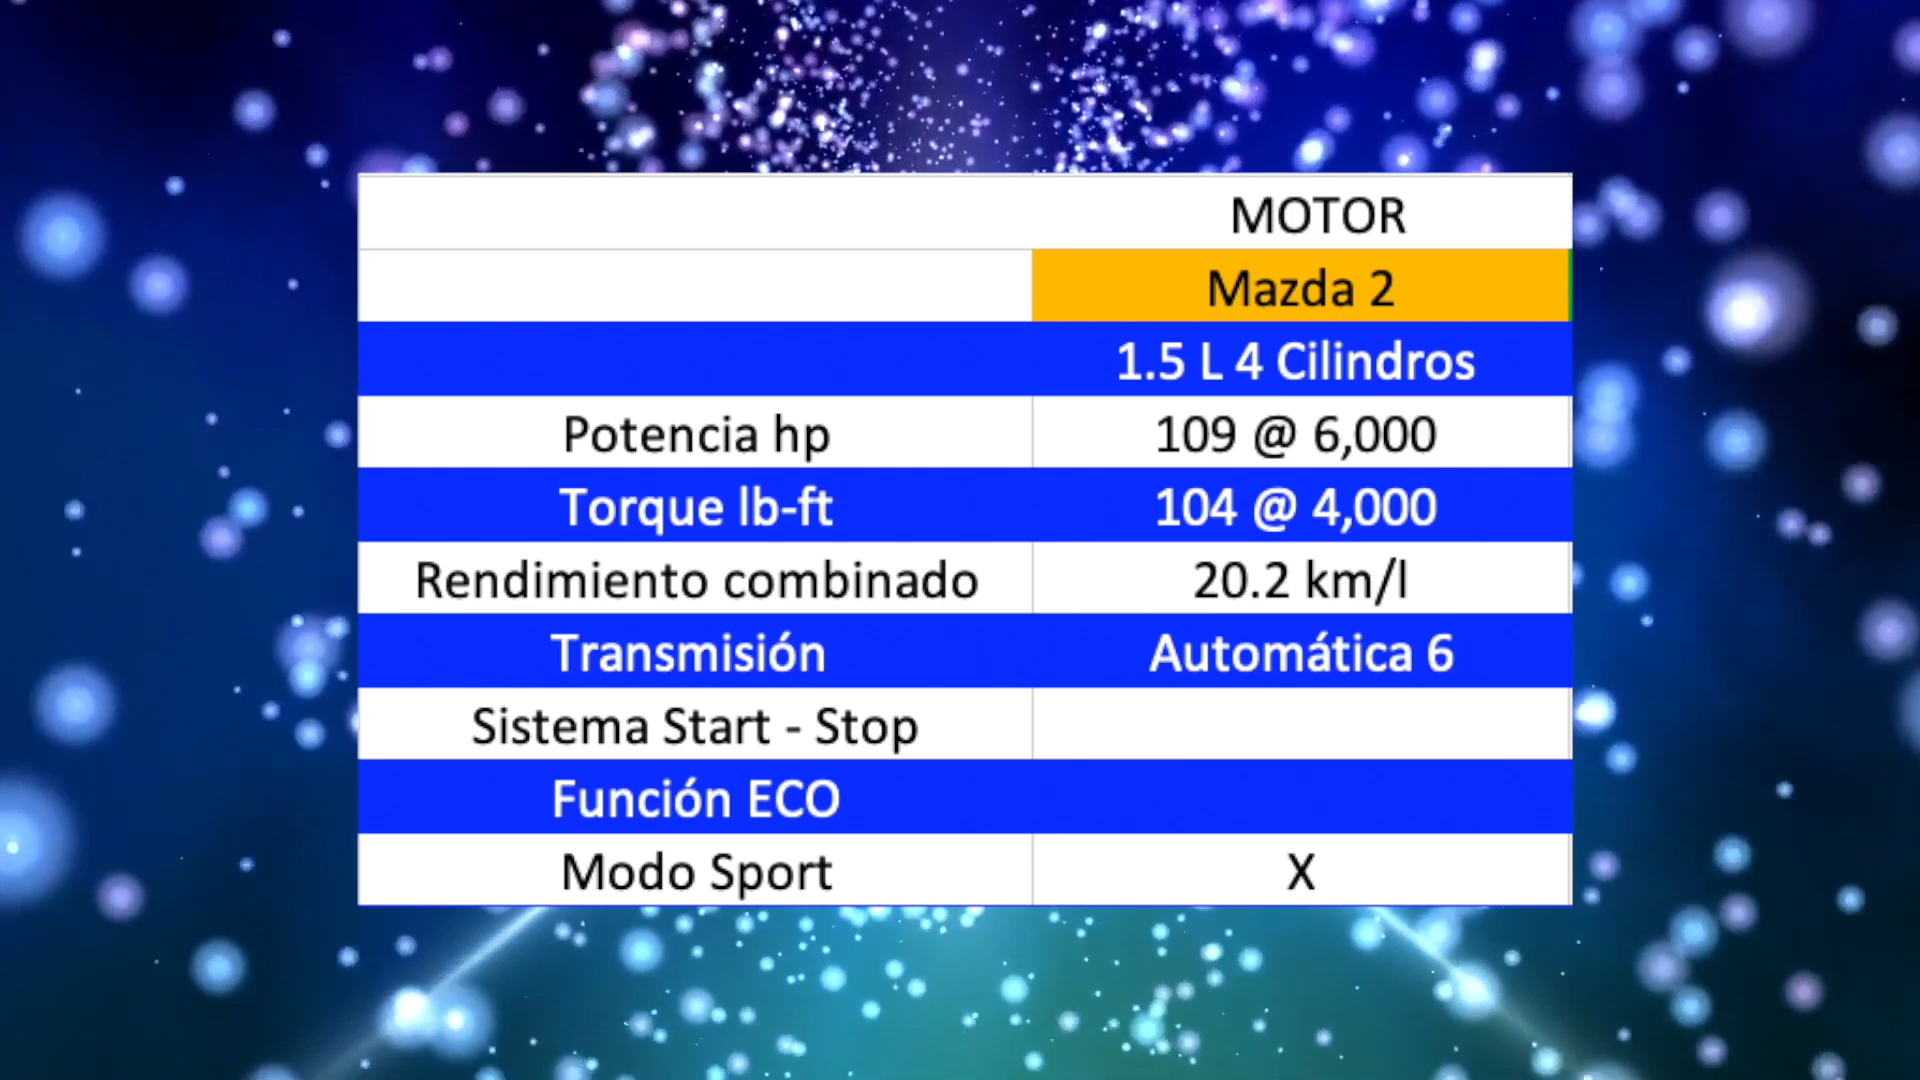 MOTOR
Mazda 2
1.5 L 4 Cilindros
Potencia hp 109 @ 6,000
Torque lb-ft 104 @ 4,000
Rendimiento combinado 20.2 km/l
Transmisión Automática 6
Sistema Start - Stop
Función ECO
Modo Sport X